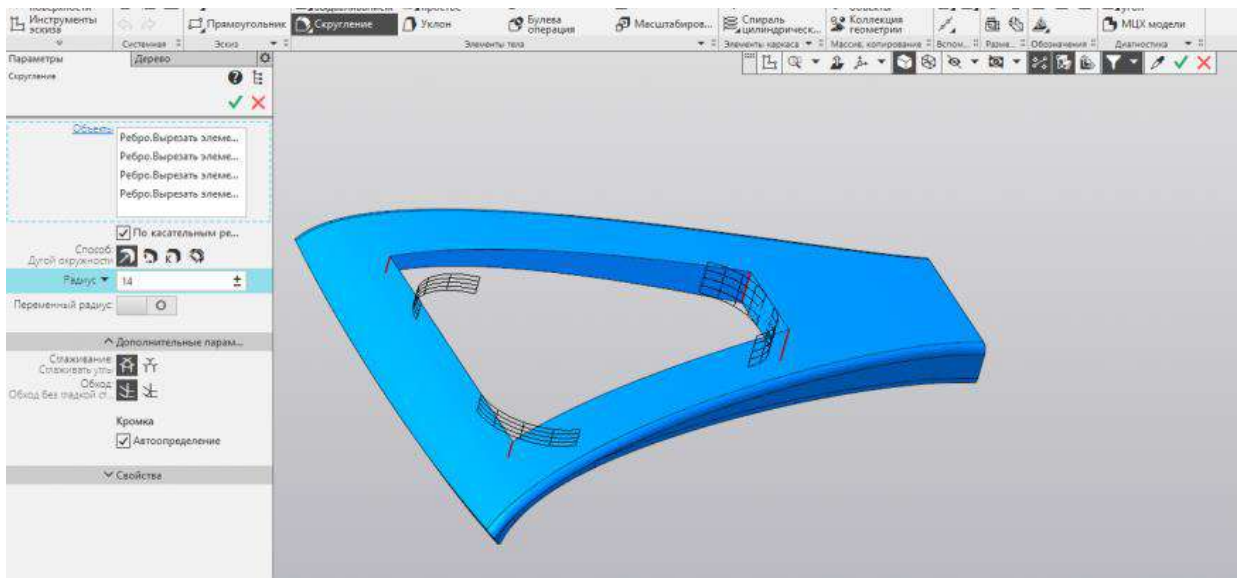 Инструменты
эскиза
Прямоугольник
Скругление
Уклон
Булева
операция
Масштабиров...
Спираль
цилиндрическ...
Коллекция
геометрии
МЦХ модели
Системная
Эскиз
Элементы тела
Элементы каркаса
Массив, копирование
Вспом...
Разме...
Обозначения
Диагностика
Параметры
Дерево
Скругление
Объекты
Ребро.Вырезать элеме...
Ребро.Вырезать элеме...
Ребро.Вырезать элеме...
Ребро.Вырезать элеме...
По касательным ре...
Способ:
Дугой окружности
Радиус
14
Переменный радиус:
Дополнительные парам...
Сглаживание:
Сглаживать углы
Обход:
Обход без гладкой ст...
Кромка
Автоопределение
Свойства